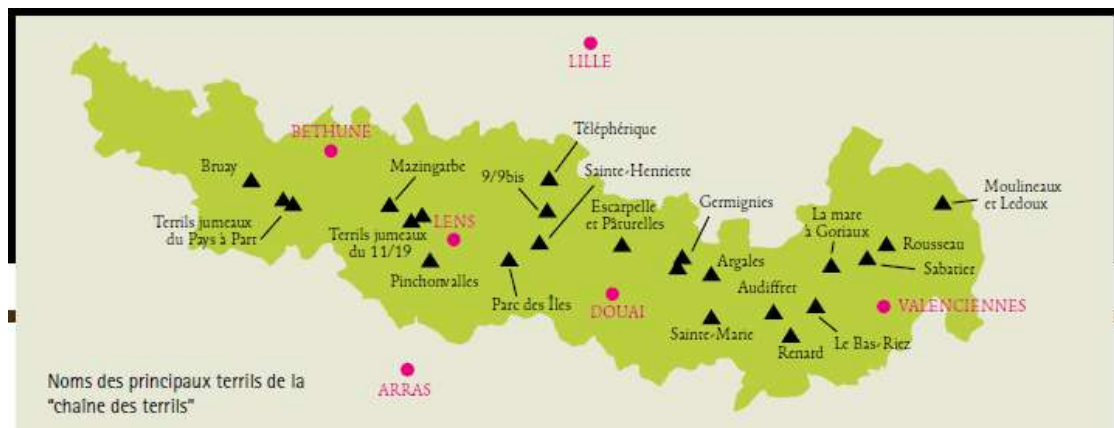 LILLE
BETHUNE
Téléphérique
Bruay
Mazingarbe
9/9bis
Sainte-Henriette
Germignies
Moulineaux
et Ledoux
Terrils jumeaux
du Pays à Part
LENS
Terrils jumeaux
du 11/19
Escarpelle
et Pâturelles
La mare
à Goriaux
Rousseau
Sabatier
Pinchonvalles
Argales
Audiffret
Parc des Îles
DOUAI
VALENCIENNES
Sainte-Marie
Renard
Le Bas-Riez
ARRAS
Noms des principaux terrils de la
"chaîne des terrils"